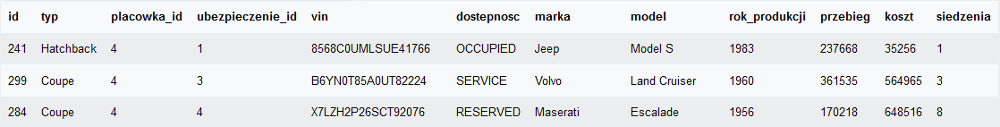 id typ placowka_id ubezpieczenie_id vin dostepnosc marka model rok_produkcji przebieg koszt siedzenia
241 Hatchback 4 1 8568C0UMLSUE41766 OCCUPIED Jeep Model S 1983 237668 35256 1
299 Coupe 4 3 B6YN0T85A0UT82224 SERVICE Volvo Land Cruiser 1960 361535 564965 3
284 Coupe 4 4 X7LZH2P26SCT92076 RESERVED Maserati Escalade 1956 170218 648516 8